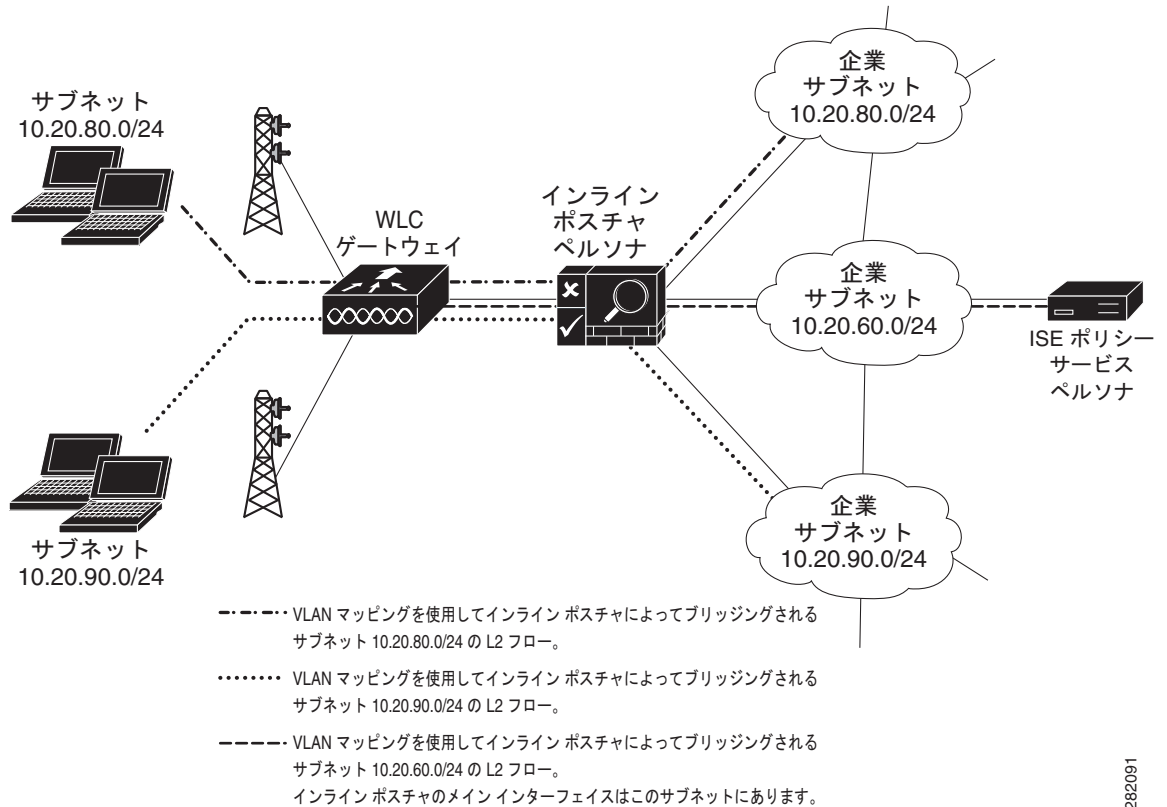 企業
サブネット
10.20.80.0/24
サブネット
10.20.80.0/24
インライン
ポスチャ
ペルソナ
WLC
ゲートウェイ
企業
サブネット
10.20.60.0/24
ISE ポリシー
サービス
ペルソナ
企業
サブネット
10.20.90.0/24
サブネット
10.20.90.0/24
VLAN マッピングを使用してインライン ポスチャによってブリッジングされる
サブネット 10.20.80.0/24 の L2 フロー。
VLAN マッピングを使用してインライン ポスチャによってブリッジングされる
サブネット 10.20.90.0/24 の L2 フロー。
VLAN マッピングを使用してインライン ポスチャによってブリッジングされる
サブネット 10.20.60.0/24 の L2 フロー。
インライン ポスチャのメイン インターフェイスはこのサブネットにあります。
282091